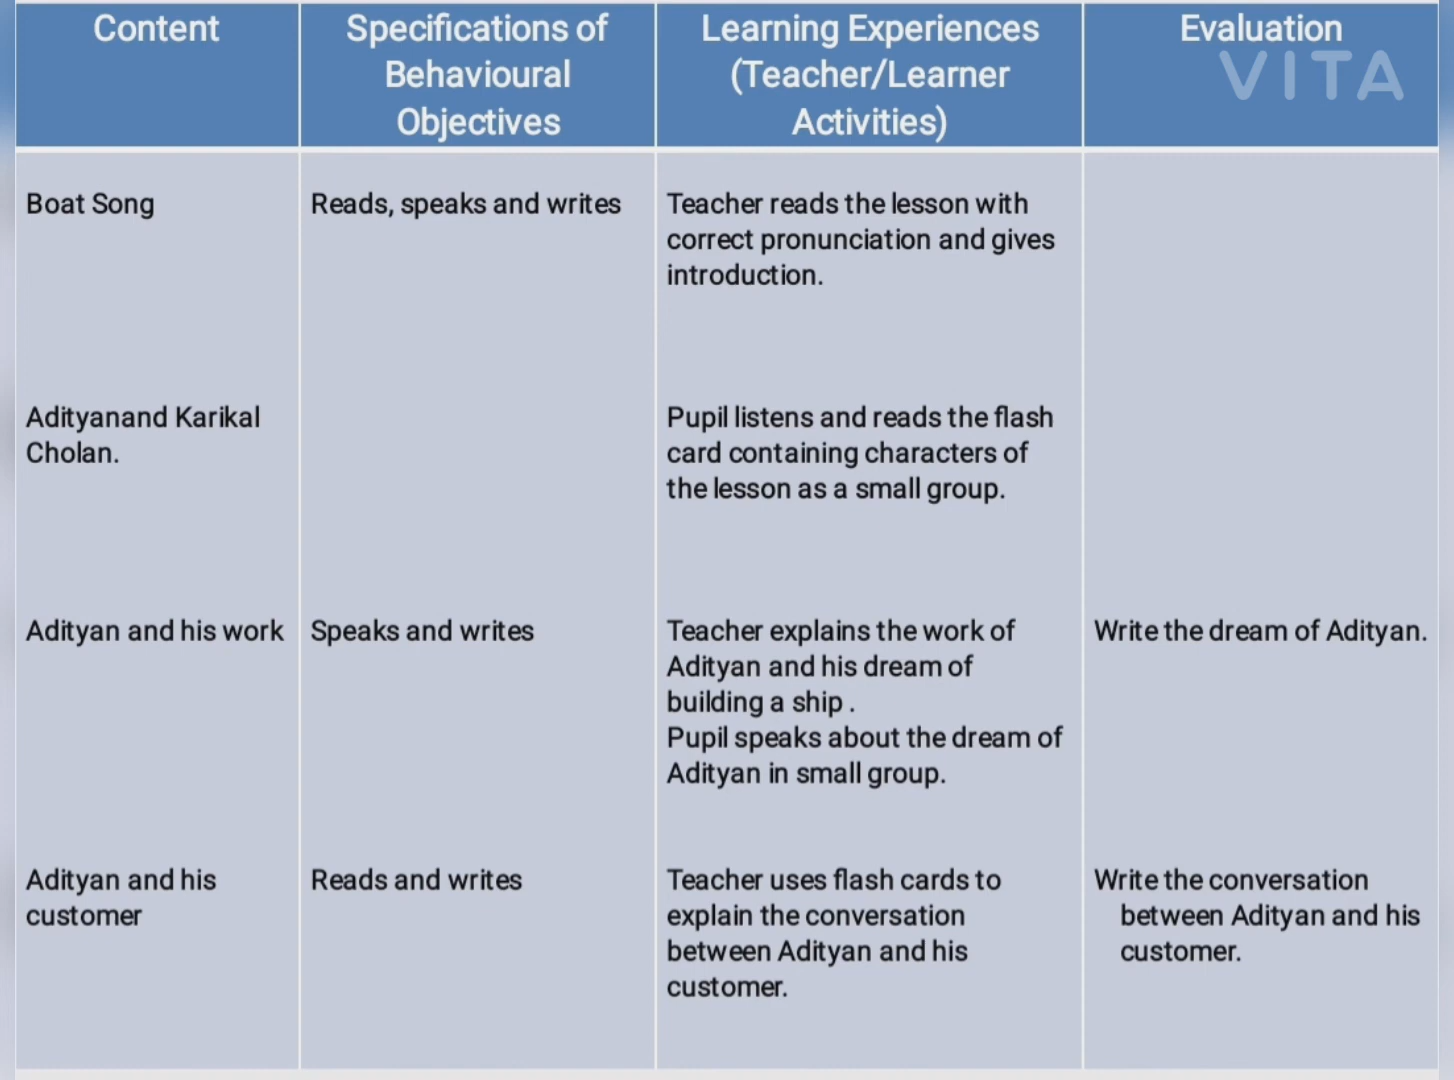 Content
Specifications of
Behavioural
Objectives
Learning Experiences
(Teacher/Learner
Activities)
Evaluation
VITA
Boat Song
Reads, speaks and writes
Teacher reads the lesson with
correct pronunciation and gives
introduction.
Adityanand Karikal
Cholan.
Pupil listens and reads the flash
card containing characters of
the lesson as a small group.
Adityan and his work
Speaks and writes
Teacher explains the work of
Adityan and his dream of
building a ship .
Pupil speaks about the dream of
Adityan in small group.
Write the dream of Adityan.
Adityan and his
customer
Reads and writes
Teacher uses flash cards to
explain the conversation
between Adityan and his
customer.
Write the conversation
between Adityan and his
customer.